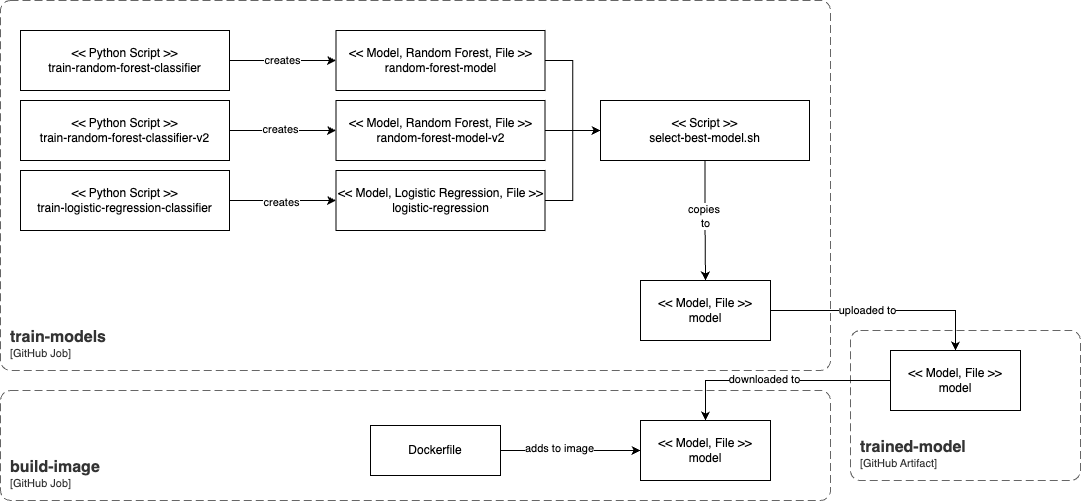 << Python Script >>
train-random-forest-classifier
creates
<< Model, Random Forest, File >>
random-forest-model
<< Python Script >>
train-random-forest-classifier-v2
creates
<< Model, Random Forest, File >>
random-forest-model-v2
<< Script >>
select-best-model.sh
<< Python Script >>
train-logistic-regression-classifier
creates
<< Model, Logistic Regression, File >>
logistic-regression
copies
to
<< Model, File >>
model
uploaded to
train-models
[GitHub Job]
<< Model, File >>
model
downloaded to
trained-model
[GitHub Artifact]
Dockerfile
adds to image
<< Model, File >>
model
build-image
[GitHub Job]